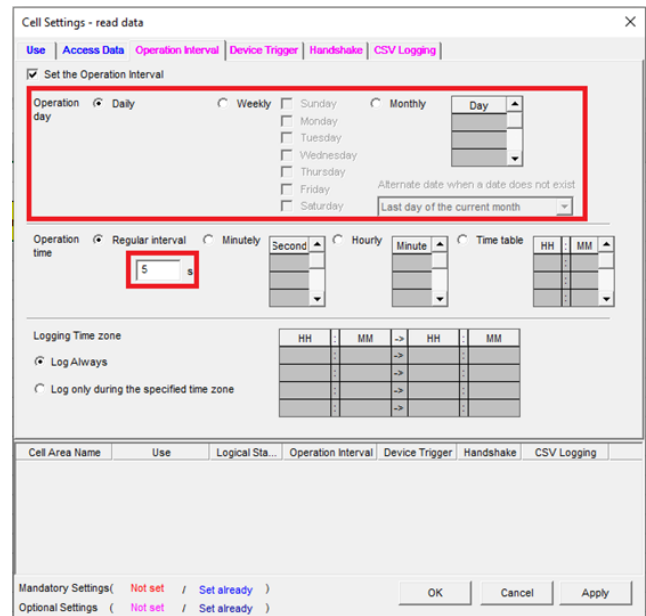 Cell Settings - read data
Use Access Data Operation Interval Device Trigger Handshake CSV Logging
Set the Operation Interval
Operation day Daily Weekly Sunday Monthly Day
Monday
Tuesday
Wednesday
Thursday
Friday Alternate date when a date does not exist
Saturday Last day of the current month
Operation time Regular interval Minutely Second Hourly Minute Time table HH : MM
5 s
Logging Time zone HH : MM -> HH : MM
Log Always
Log only during the specified time zone
Cell Area Name Use Logical Sta... Operation Interval Device Trigger Handshake CSV Logging
Mandatory Settings( Not set / Set already )
Optional Settings ( Not set / Set already )
OK Cancel Apply